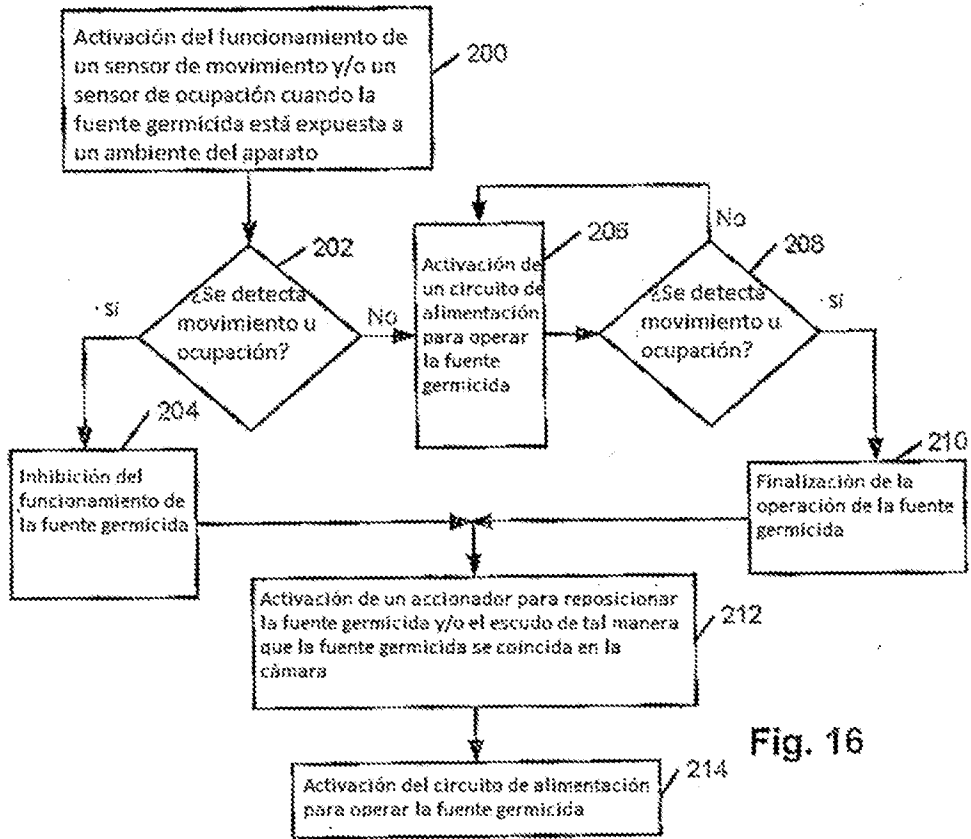 Activación del funcionamiento de
un sensor de movimiento y/o un
sensor de ocupación cuando la
fuente germicida está expuesta a
un ambiente del aparato
200
202
¿Se detecta
movimiento u
ocupación?
Sí
No
204
Inhibición del
funcionamiento de
la fuente germicida
206
Activación de
un circuito de
alimentación
para operar
la fuente
germicida
No
208
¿Se detecta
movimiento u
ocupación?
Sí
210
Finalización de la
operación de la fuente
germicida
Activación de un accionador para reposicionar
la fuente germicida y/o el escudo de tal manera
que la fuente germicida se coincida en la
cámara
212
Activación del circuito de alimentación
para operar la fuente germicida
214
Fig. 16